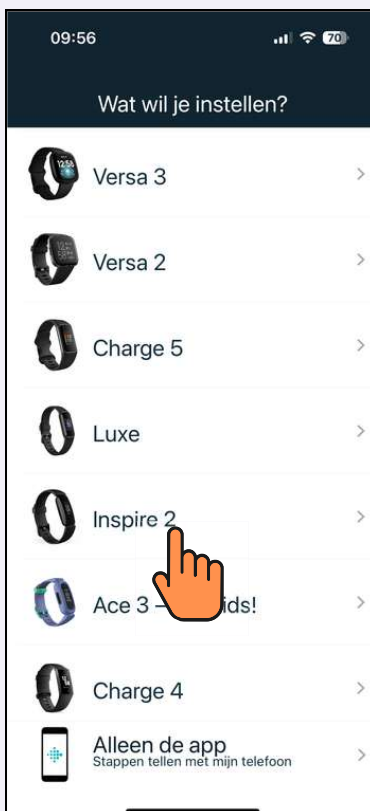 09:56
70
Wat wil je instellen?
Versa 3
Versa 2
Charge 5
Luxe
Inspire 2
Ace 3 – ids!
Charge 4
Alleen de app
Stappen tellen met mijn telefoon